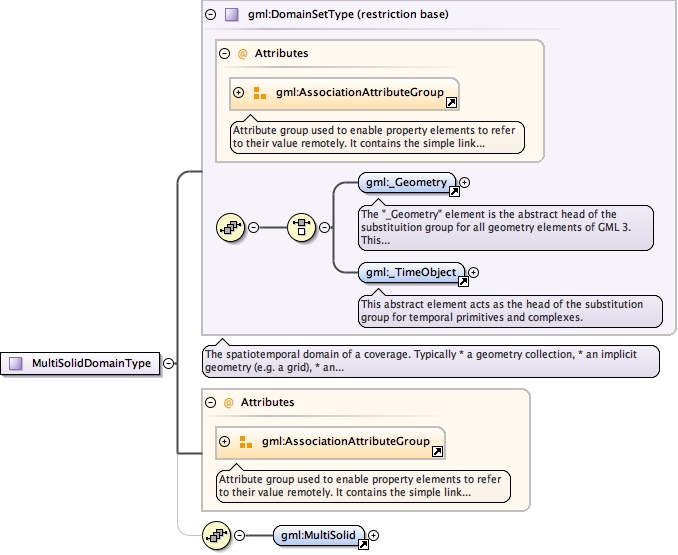 gml:DomainSetType (restriction base)
@ Attributes
gml:AssociationAttributeGroup
Attribute group used to enable property elements to refer
to their value remotely. It contains the simple link...
gml:_Geometry
The "_Geometry" element is the abstract head of the
substituition group for all geometry elements of GML 3.
This...
gml:_TimeObject
This abstract element acts as the head of the substitution
group for temporal primitives and complexes.
MultiSolidDomainType
The spatiotemporal domain of a coverage. Typically * a geometry collection, * an implicit
geometry (e.g. a grid), * an...
@ Attributes
gml:AssociationAttributeGroup
Attribute group used to enable property elements to refer
to their value remotely. It contains the simple link...
gml:MultiSolid